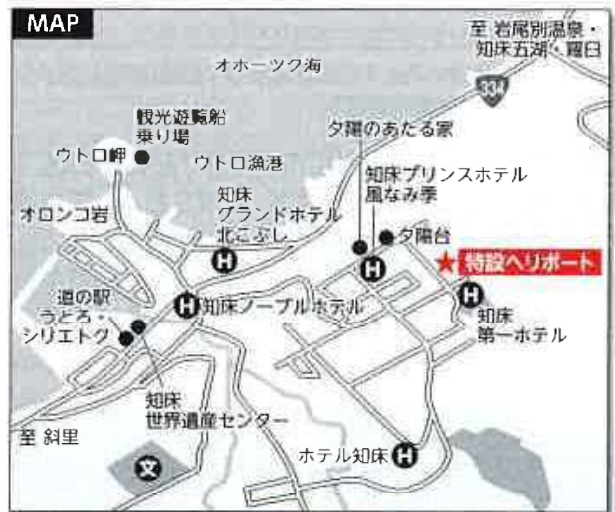 MAP
至 岩尾別温泉・
知床五湖・羅臼
オホーツク海
334
観光遊覧船
乗り場
夕陽のあたる家
ウトロ岬
ウトロ漁港
知床プリンスホテル
風なみ季
知床
グランドホテル
北こぶし
オロンコ岩
夕陽台
特設ヘリポート
H
H
H
知床ノーブルホテル
H
道の駅
うとろ・
シリエトク
知床
第一ホテル
知床
世界遺産センター
至 斜里
文
ホテル知床
H